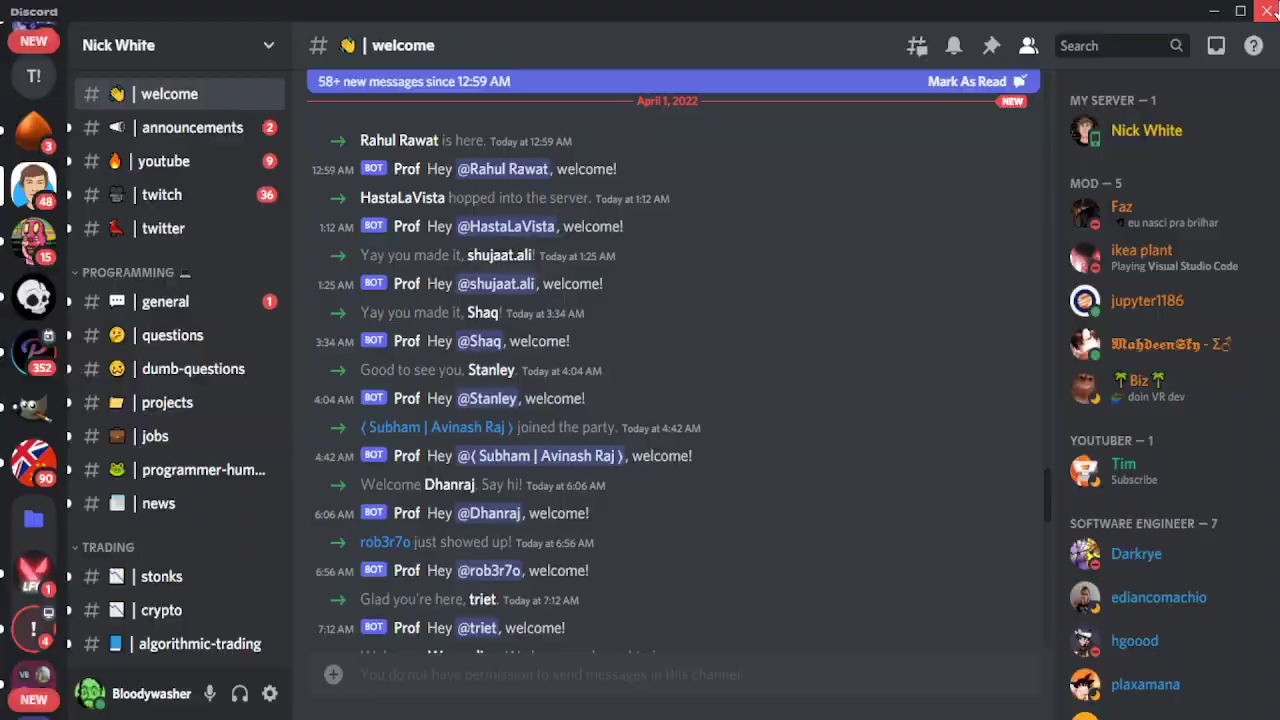 Discord
NEW
T!
3
48
15
352
90
LFG
1
!
4
VB
NEW
Nick White
# 👋 | welcome
# 📢 | announcements 2
# 🔥 | youtube 9
# | twitch 36
# | twitter
PROGRAMMING 💻
# 💬 | general 1
# 🤔 | questions
# | dumb-questions
# 📁 | projects
# 💼 | jobs
# 🐸 | programmer-hum...
# 📰 | news
TRADING
# 📉 | stonks
# 📉 | crypto
# 📘 | algorithmic-trading
Bloodywasher
# 👋 | welcome
Search
58+ new messages since 12:59 AM Mark As Read
April 1, 2022 NEW
Rahul Rawat is here. Today at 12:59 AM
12:59 AM BOT Prof Hey @Rahul Rawat, welcome!
HastaLaVista hopped into the server. Today at 1:12 AM
1:12 AM BOT Prof Hey @HastaLaVista, welcome!
Yay you made it, shujaat.ali! Today at 1:25 AM
1:25 AM BOT Prof Hey @shujaat.ali, welcome!
Yay you made it, Shaq! Today at 3:34 AM
3:34 AM BOT Prof Hey @Shaq, welcome!
Good to see you, Stanley. Today at 4:04 AM
4:04 AM BOT Prof Hey @Stanley, welcome!
⟨ Subham | Avinash Raj ⟩ joined the party. Today at 4:42 AM
4:42 AM BOT Prof Hey @⟨ Subham | Avinash Raj ⟩, welcome!
Welcome Dhanraj. Say hi! Today at 6:06 AM
6:06 AM BOT Prof Hey @Dhanraj, welcome!
rob3r7o just showed up! Today at 6:56 AM
6:56 AM BOT Prof Hey @rob3r7o, welcome!
Glad you're here, triet. Today at 7:12 AM
7:12 AM BOT Prof Hey @triet, welcome!
You do not have permission to send messages in this channel.
MY SERVER — 1
Nick White
MOD — 5
Faz
eu nasci pra brilhar
ikea plant
Playing Visual Studio Code
jupyter1186
𝕸𝖆𝖍𝖉𝖊𝖊𝖓𝕾𝖐𝖞 - Σ♂
🌴Biz🌴
doin VR dev
YOUTUBER — 1
Tim
Subscribe
SOFTWARE ENGINEER — 7
Darkrye
ediancomachio
hgoood
plaxamana